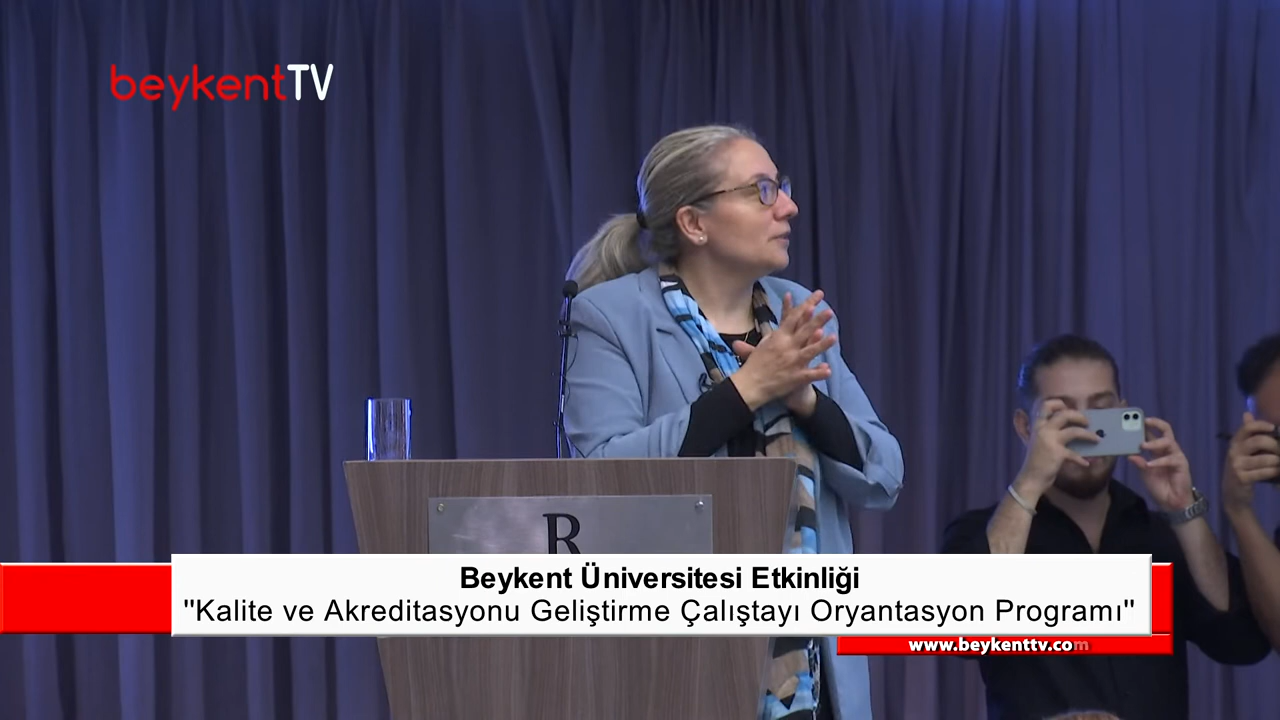 beykentTV
R
Beykent Üniversitesi Etkinliği
"Kalite ve Akreditasyonu Geliştirme Çalıştayı Oryantasyon Programı"
www.beykenttv.com